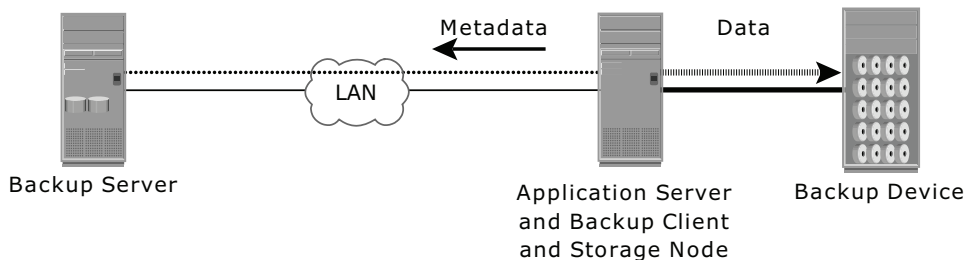 Metadata
Data
LAN
Backup Server
Application Server
and Backup Client
and Storage Node
Backup Device